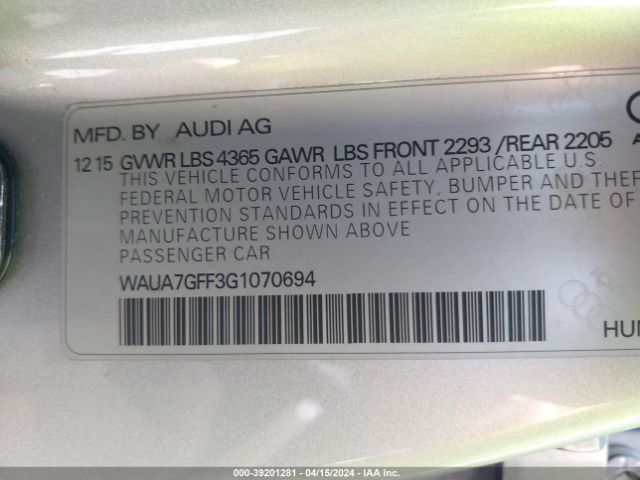 MFD. BY AUDI AG
12 15 GVWR LBS 4365 GAWR LBS FRONT 2293 /REAR 2205
THIS VEHICLE CONFORMS TO ALL APPLICABLE U.S.
FEDERAL MOTOR VEHICLE SAFETY, BUMPER AND THEF
PREVENTION STANDARDS IN EFFECT ON THE DATE OF
MANUFACTURE SHOWN ABOVE
PASSENGER CAR
WAUA7GFF3G1070694
HUN
000-39201281 - 04/15/2024 - IAA Inc.